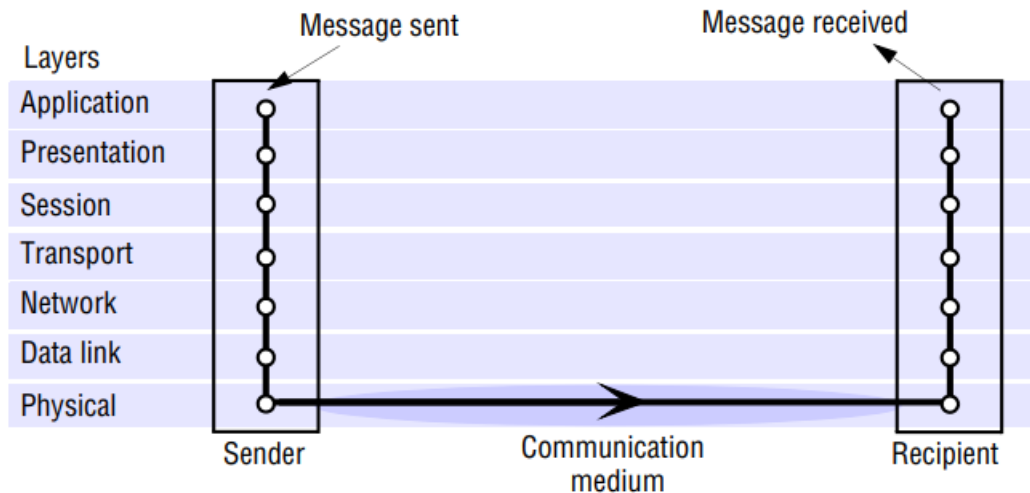 Message sent
Message received
Layers
Application
Presentation
Session
Transport
Network
Data link
Physical
Sender
Communication
medium
Recipient